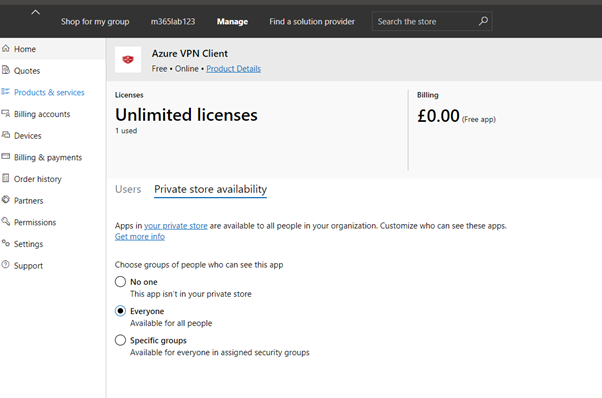 Shop for my group m365lab123 Manage Find a solution provider Search the store
Home
Quotes
Products & services
Billing accounts
Devices
Billing & payments
Order history
Partners
Permissions
Settings
Support
Azure VPN Client
Free • Online • Product Details
Licenses
Unlimited licenses
1 used
Billing
£0.00 (Free app)
Users Private store availability
Apps in your private store are available to all people in your organization. Customize who can see these apps.
Get more info
Choose groups of people who can see this app
No one
This app isn't in your private store
Everyone
Available for all people
Specific groups
Available for everyone in assigned security groups